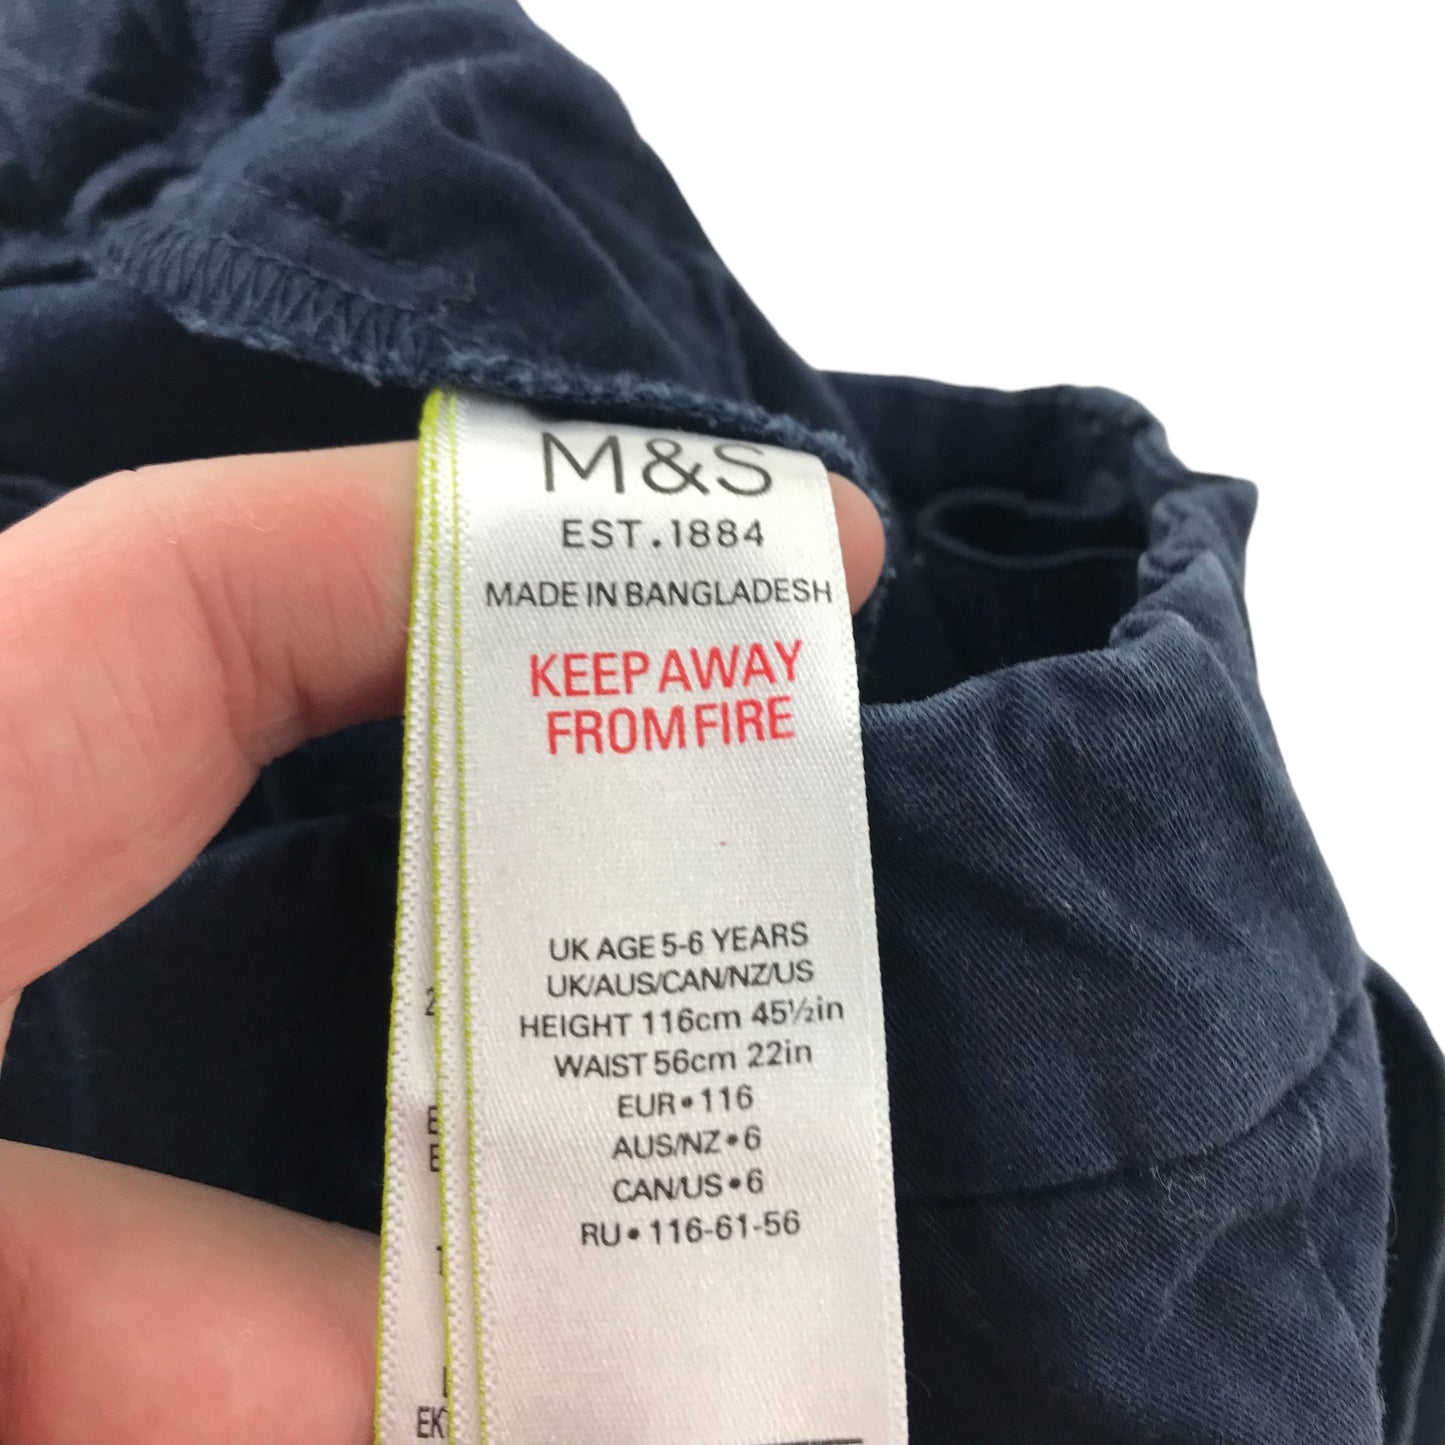 M&S
EST.1884
MADE IN BANGLADESH
KEEP AWAY
FROM FIRE
UK AGE 5-6 YEARS
UK/AUS/CAN/NZ/US
HEIGHT 116cm 45½in
WAIST 56cm 22in
EUR•116
AUS/NZ•6
CAN/US•6
RU•116-61-56